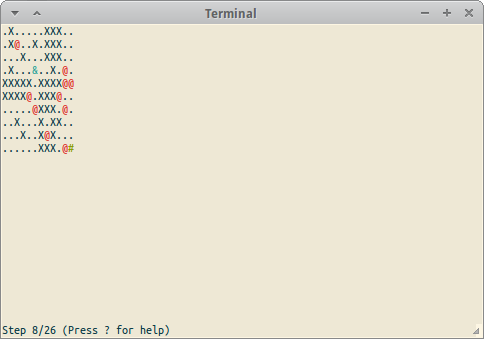 Terminal
.X.....XXX..
.X@..X.XXX..
...X...XXX..
.X...&..X.@.
XXXXX.XXXX@@
XXXX@.XXX@..
.....@XXX.@.
..X...X.XX..
...X..X@X...
......XXX.@#
Step 8/26 (Press ? for help)